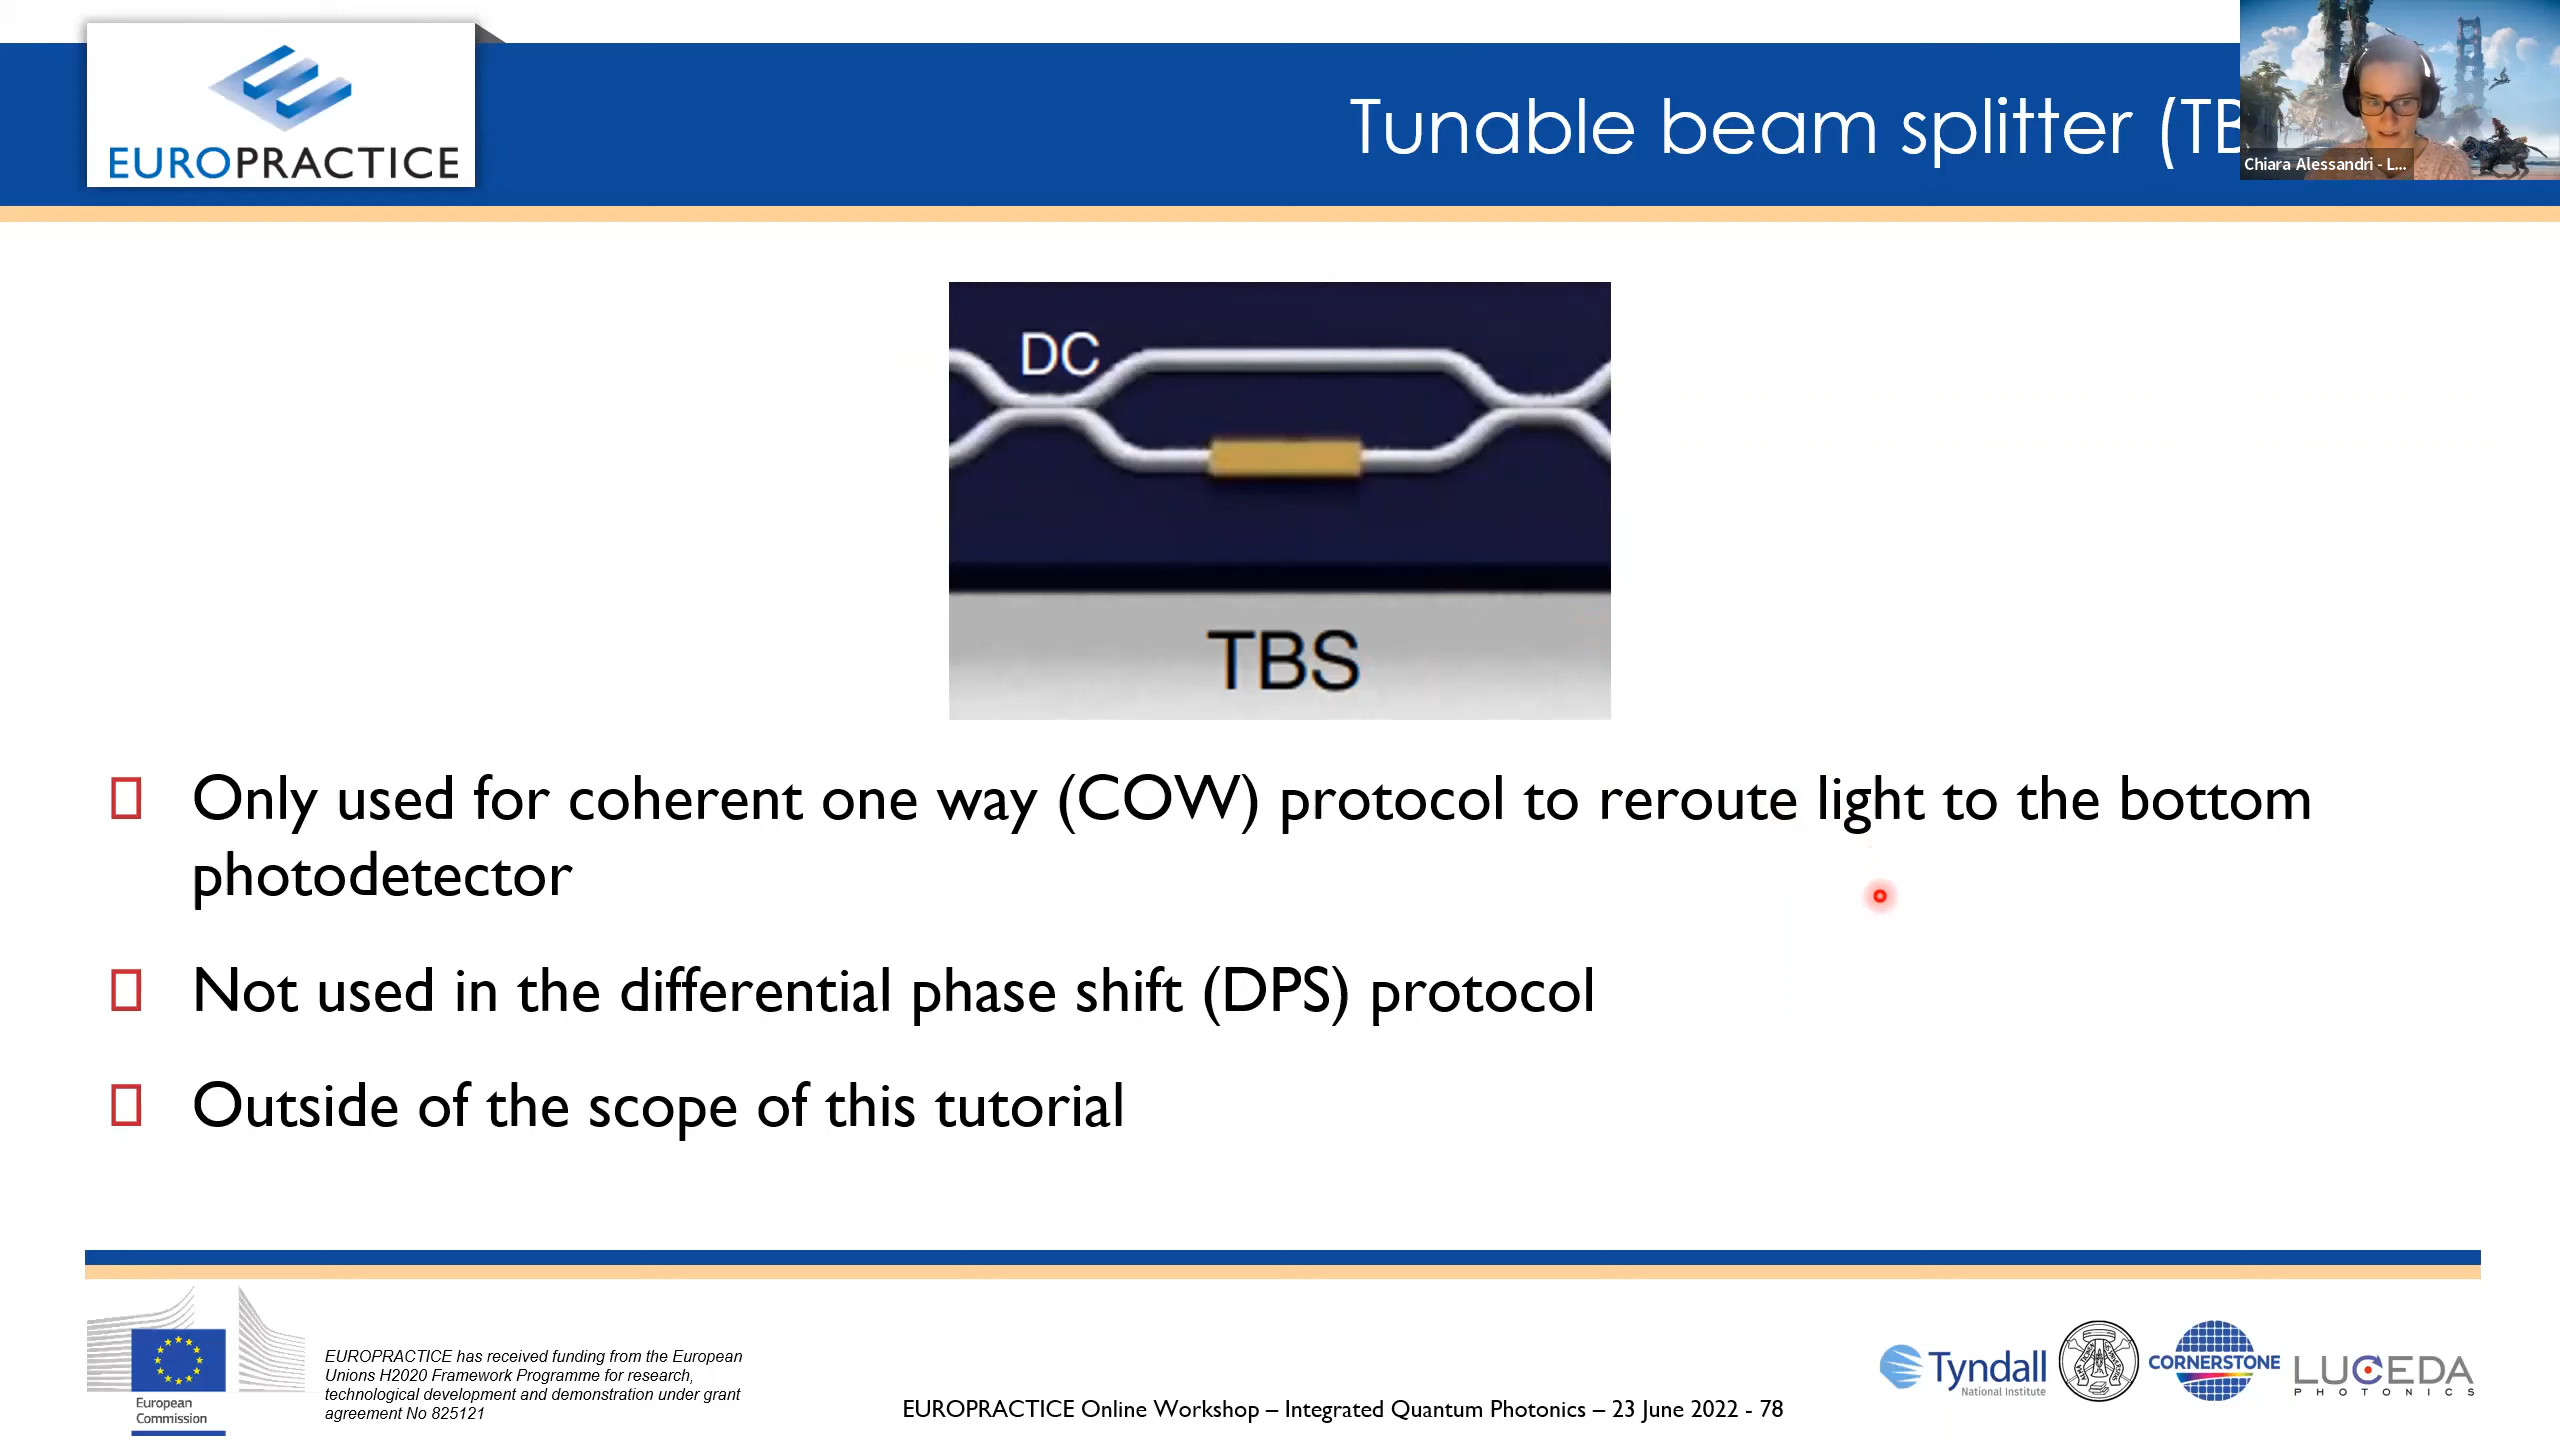 EUROPRACTICE
Tunable beam splitter (TB
Chiara Alessandri - L...
DC
TBS
Only used for coherent one way (COW) protocol to reroute light to the bottom
photodetector
Not used in the differential phase shift (DPS) protocol
Outside of the scope of this tutorial
European
Commission
EUROPRACTICE has received funding from the European
Unions H2020 Framework Programme for research,
technological development and demonstration under grant
agreement No 825121
EUROPRACTICE Online Workshop – Integrated Quantum Photonics – 23 June 2022 - 78
Tyndall
National Institute
CORNERSTONE
LUCEDA
PHOTONICS